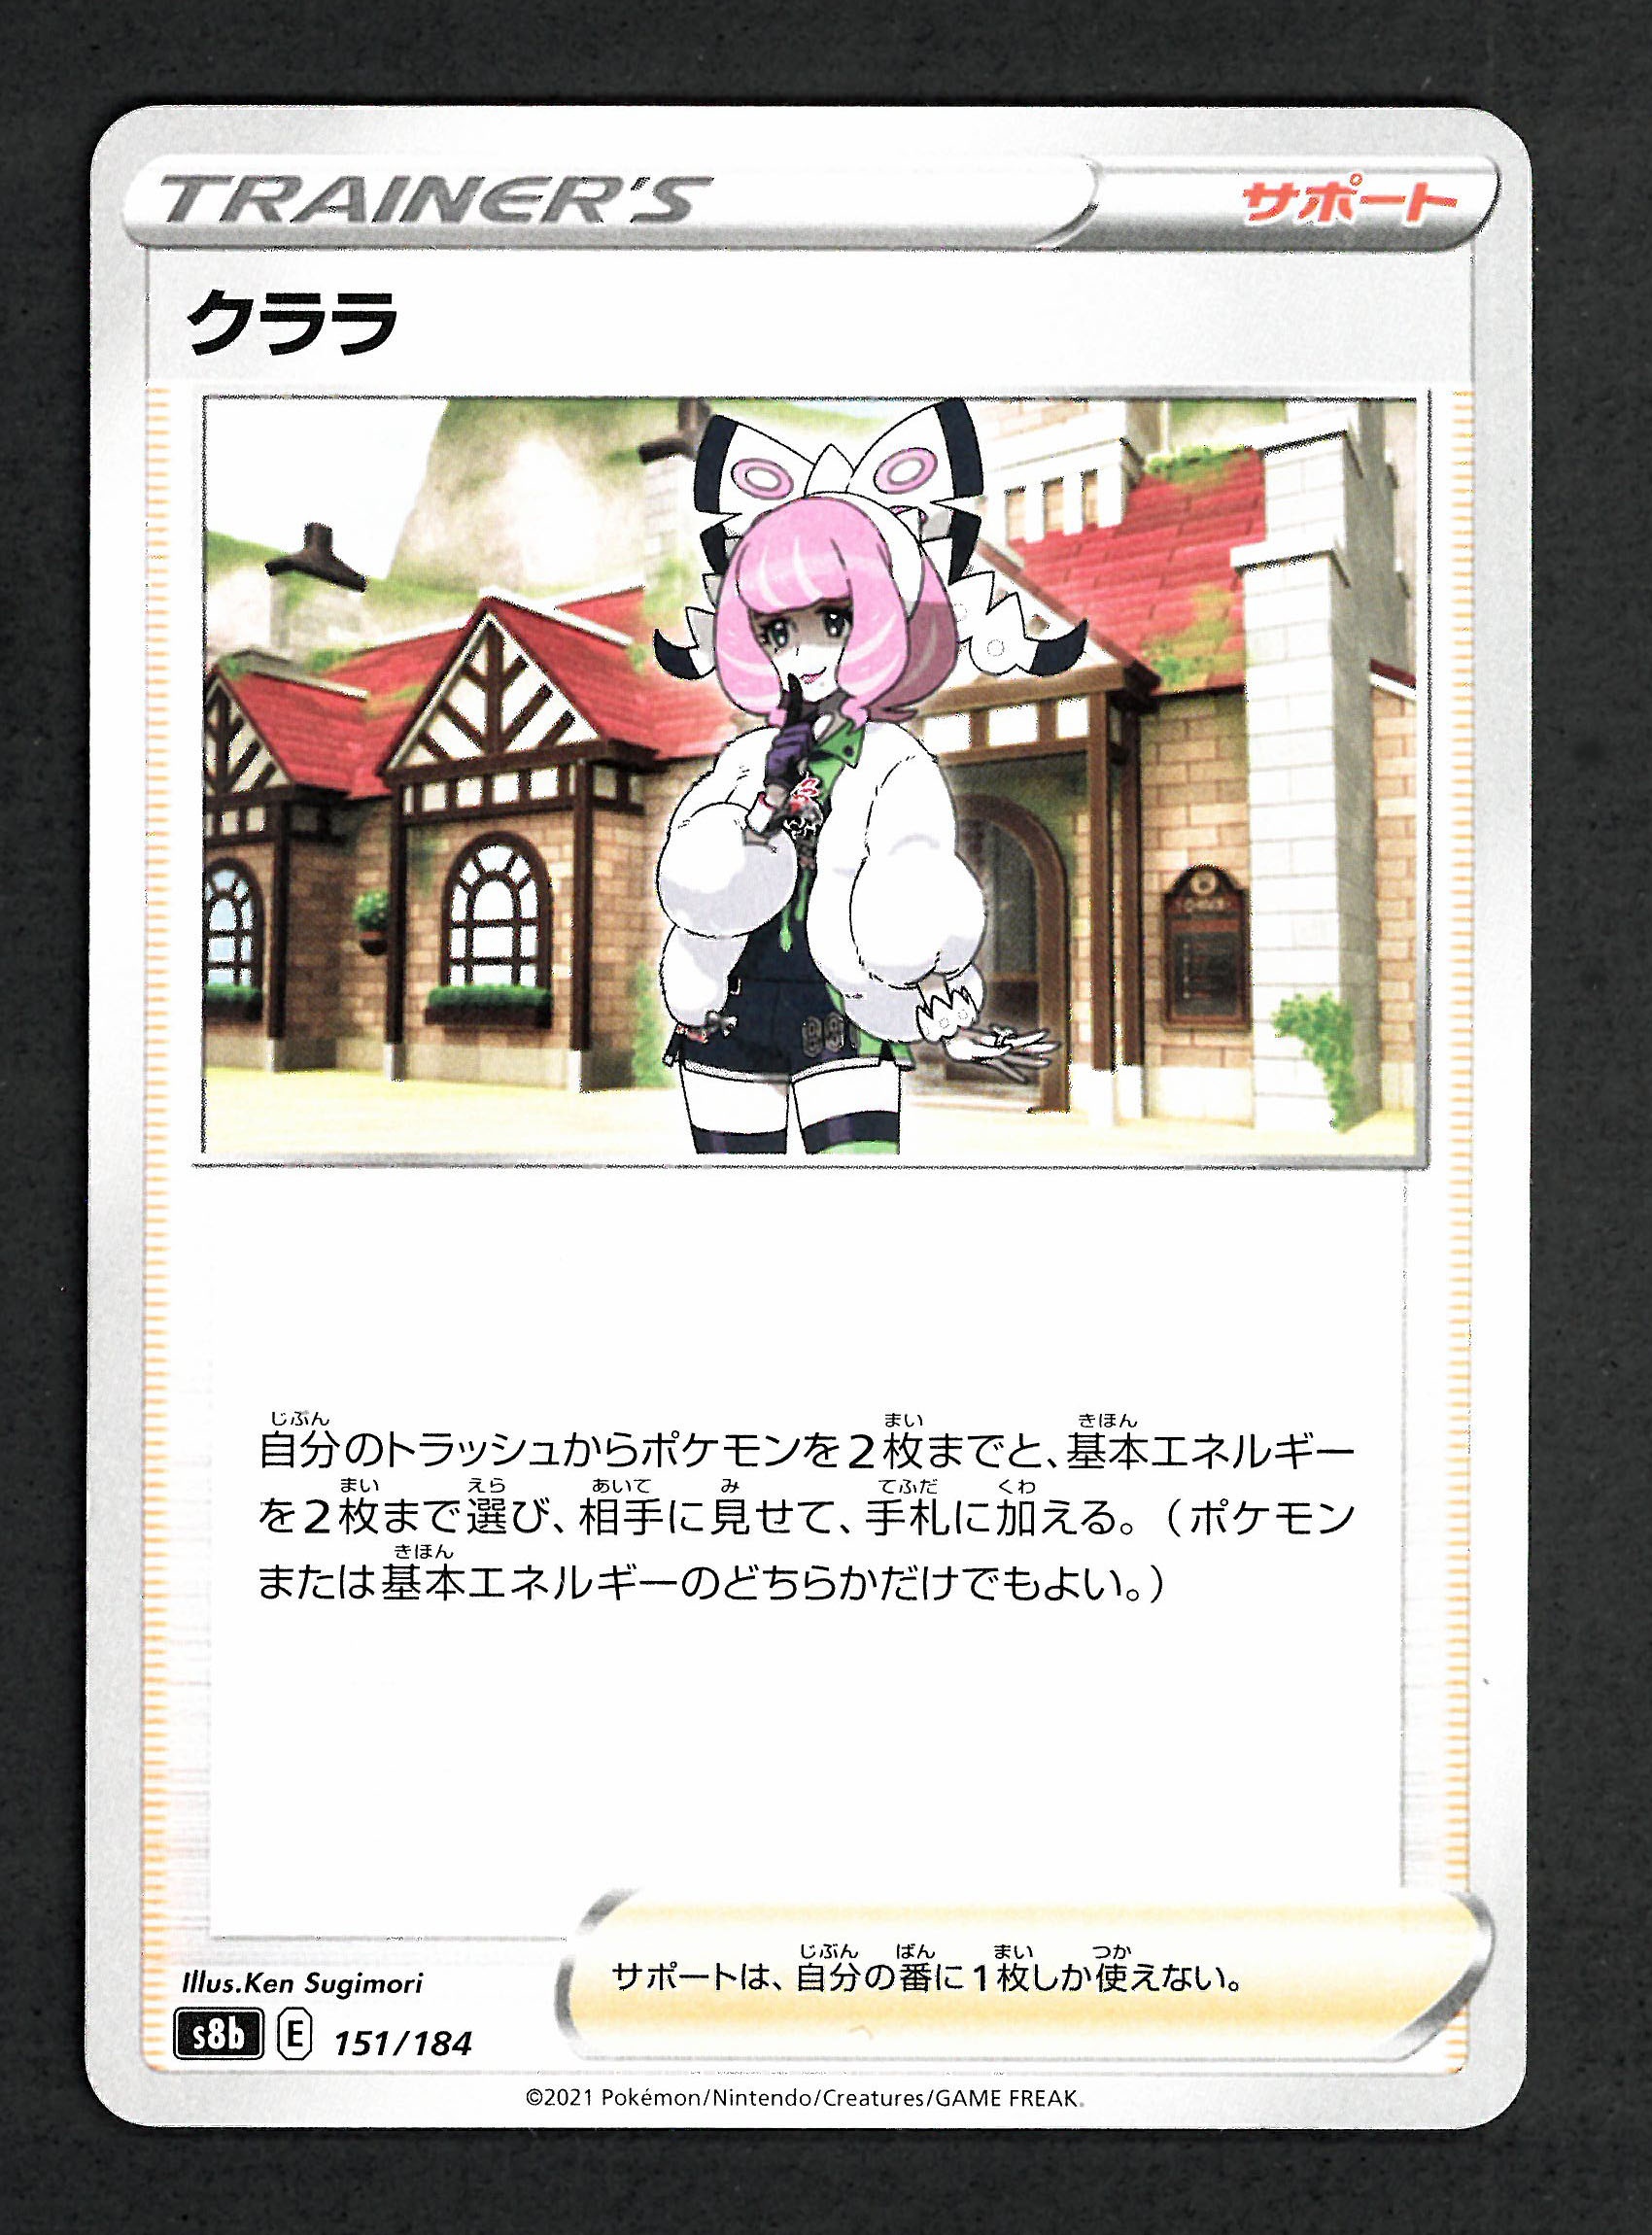 TRAINER'S
サポート
クララ
自分のトラッシュからポケモンを2枚までと、基本エネルギー
を2枚まで選び、相手に見せて、手札に加える。（ポケモン
または基本エネルギーのどちらかだけでもよい。）
サポートは、自分の番に1枚しか使えない。
Illus.Ken Sugimori
s8b E 151/184
©2021 Pokémon/Nintendo/Creatures/GAME FREAK.